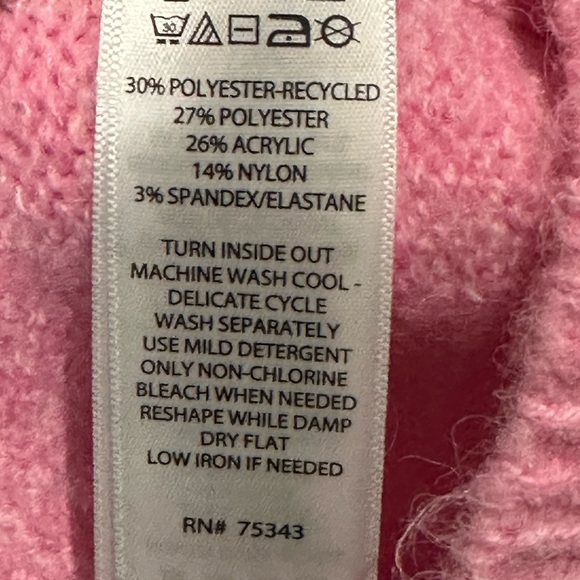 30
30% POLYESTER-RECYCLED
27% POLYESTER
26% ACRYLIC
14% NYLON
3% SPANDEX/ELASTANE
TURN INSIDE OUT
MACHINE WASH COOL -
DELICATE CYCLE
WASH SEPARATELY
USE MILD DETERGENT
ONLY NON-CHLORINE
BLEACH WHEN NEEDED
RESHAPE WHILE DAMP
DRY FLAT
LOW IRON IF NEEDED
RN# 75343